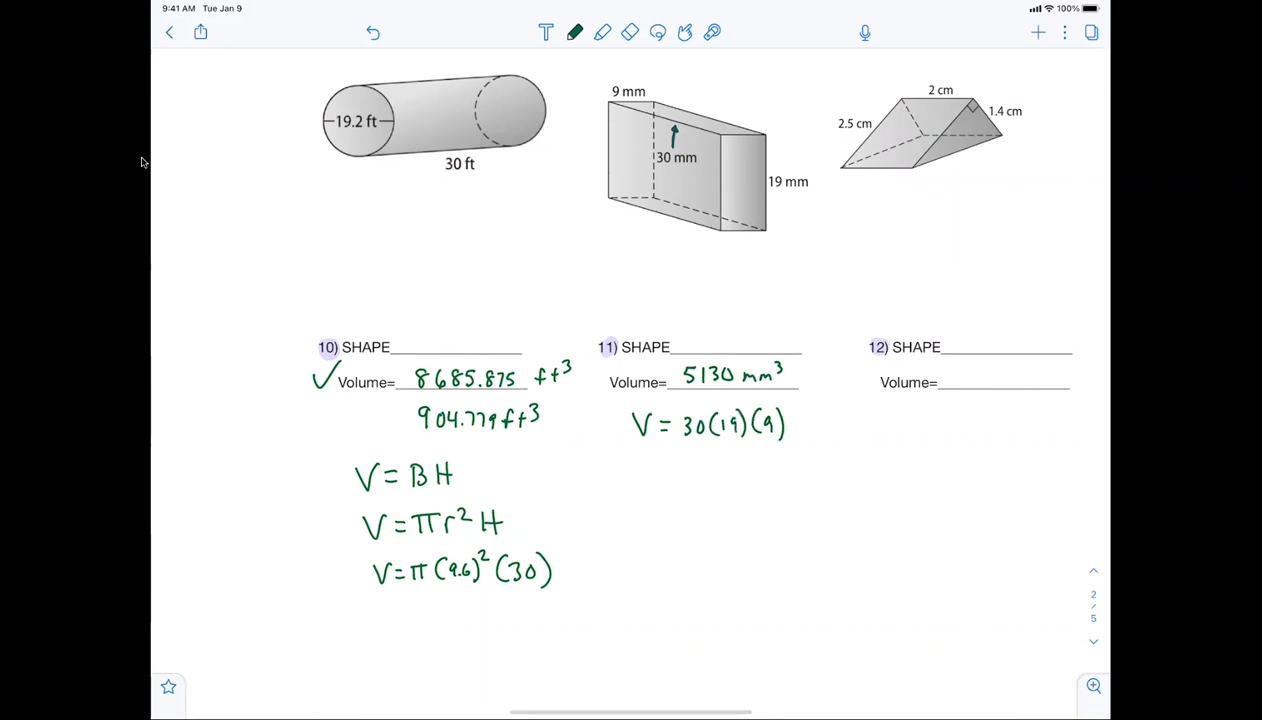 9:41 AM Tue Jan 9
100%
T
19.2 ft
30 ft
9 mm
30 mm
19 mm
2 cm
2.5 cm
1.4 cm
10) SHAPE
✓ Volume= 8685.875 ft³
904.779 ft³
V = BH
V = πr² H
V = π (9.6)² (30)
11) SHAPE
Volume= 5130 mm³
V = 30(19)(9)
12) SHAPE
Volume=
2
/
5